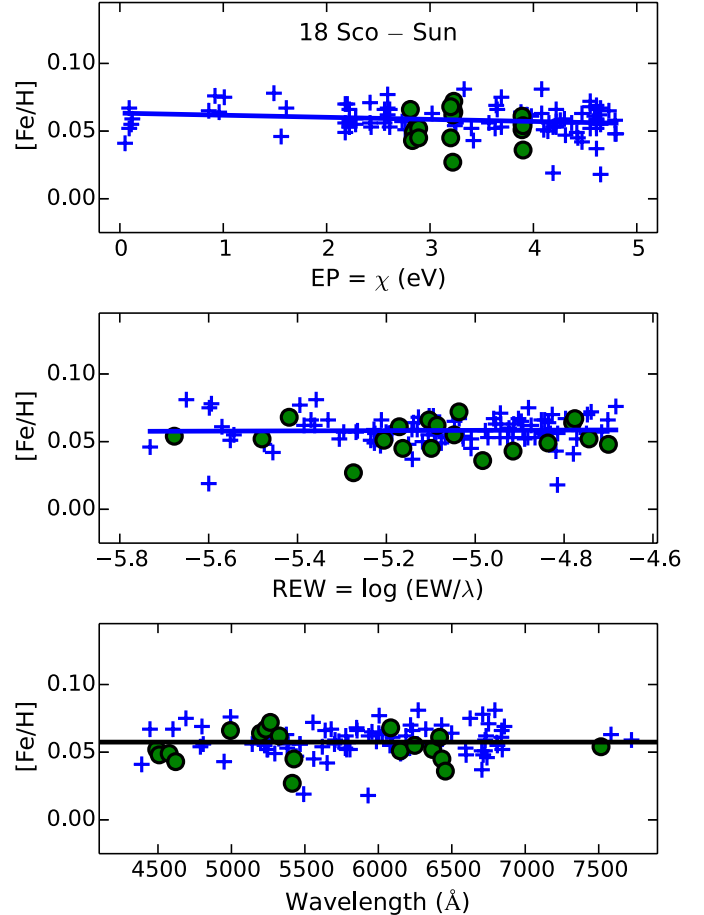 18 Sco − Sun
[Fe/H]
0.10
0.05
0.00
0 1 2 3 4 5
EP = χ (eV)
[Fe/H]
0.10
0.05
0.00
−5.8 −5.6 −5.4 −5.2 −5.0 −4.8 −4.6
REW = log (EW/λ)
[Fe/H]
0.10
0.05
0.00
4500 5000 5500 6000 6500 7000 7500
Wavelength (Å)